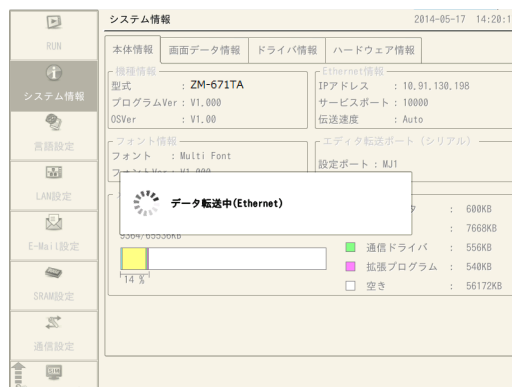 システム情報
2014-05-17 14:20:1
RUN
システム情報
言語設定
LAN設定
E-Mail設定
SRAM設定
通信設定
本体情報
画面データ情報
ドライバ情報
ハードウェア情報
機種情報
型式 : ZM-671TA
プログラムVer : V1.000
OSVer : V1.00
Ethernet情報
IPアドレス : 10.91.130.198
サービスポート : 10000
伝送速度 : Auto
フォント情報
フォント : Multi Font
エディタ転送ポート (シリアル)
設定ポート : MJ1
データ転送中(Ethernet)
9364/65536KB
14 %
: 600KB
: 7668KB
通信ドライバ : 556KB
拡張プログラム : 540KB
空き : 56172KB